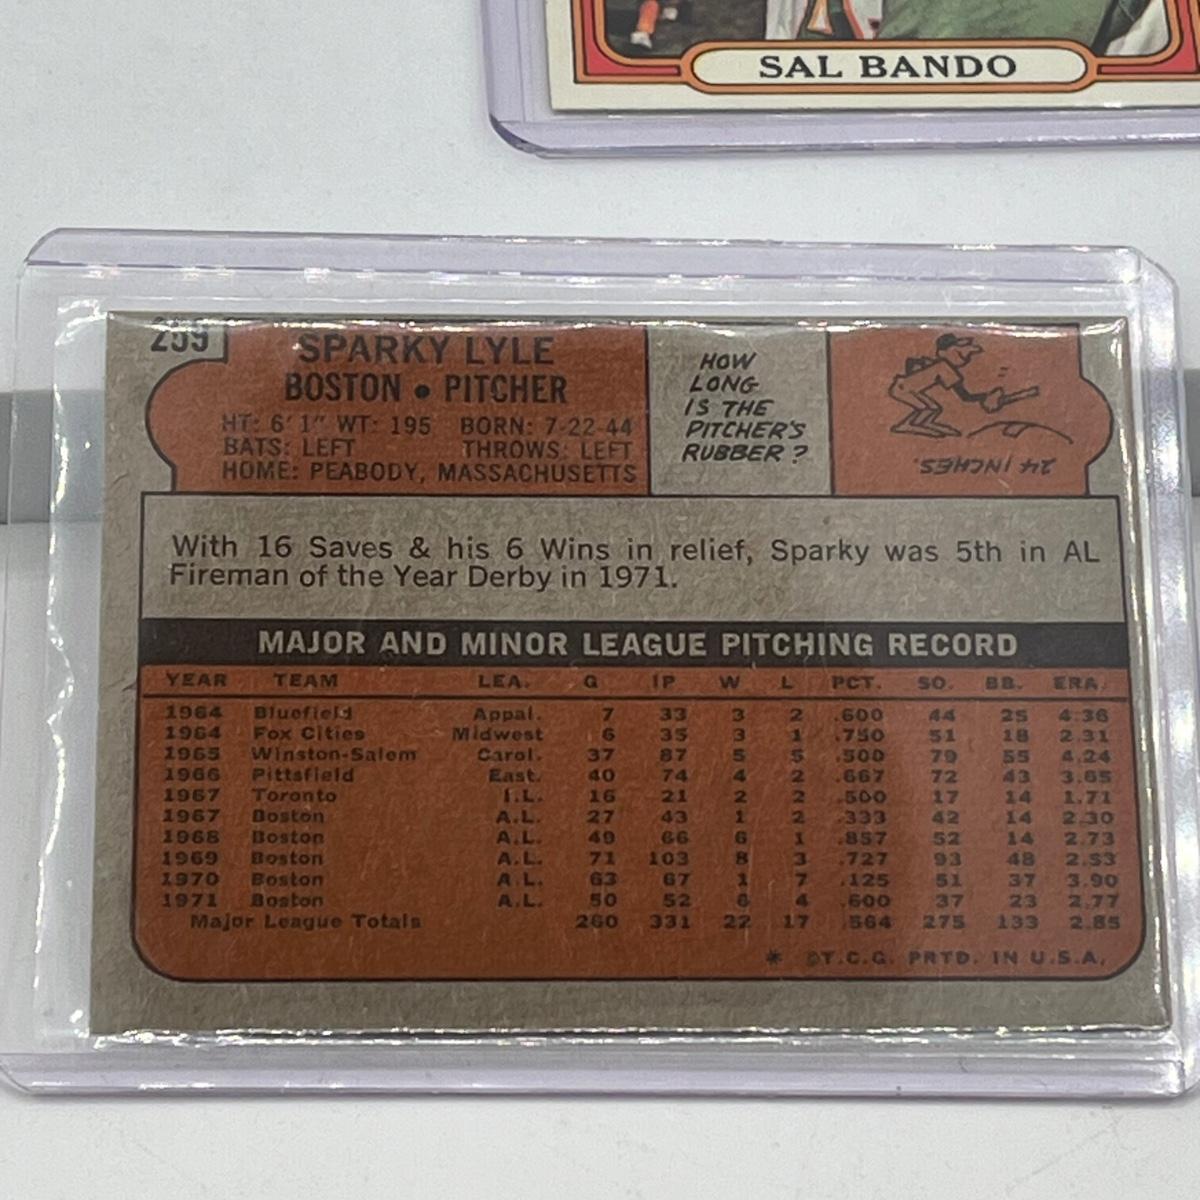 SAL BANDO
259
SPARKY LYLE
BOSTON • PITCHER
HT: 6' 1" WT: 195 BORN: 7-22-44
BATS: LEFT THROWS: LEFT
HOME: PEABODY, MASSACHUSETTS
HOW
LONG
IS THE
PITCHER'S
RUBBER?
24 INCHES.
With 16 Saves & his 6 Wins in relief, Sparky was 5th in AL
Fireman of the Year Derby in 1971.
MAJOR AND MINOR LEAGUE PITCHING RECORD
YEAR TEAM LEA. G IP W L PCT. SO. BB. ERA.
1964 Bluefield Appal. 7 33 3 2 .600 44 25 4.36
1964 Fox Cities Midwest 6 35 3 1 .750 51 18 2.31
1965 Winston-Salem Carol. 37 87 5 5 .500 79 55 4.24
1966 Pittsfield East. 40 74 4 2 .667 72 43 3.65
1967 Toronto I.L. 16 21 2 2 .500 17 14 1.71
1967 Boston A.L. 27 43 1 2 .333 42 14 2.30
1968 Boston A.L. 49 66 6 1 .857 52 14 2.73
1969 Boston A.L. 71 103 8 3 .727 93 48 2.53
1970 Boston A.L. 63 67 1 7 .125 51 37 3.90
1971 Boston A.L. 50 52 6 4 .600 37 23 2.77
Major League Totals 260 331 22 17 .564 275 133 2.85
* ©T.C.G. PRTD. IN U.S.A.